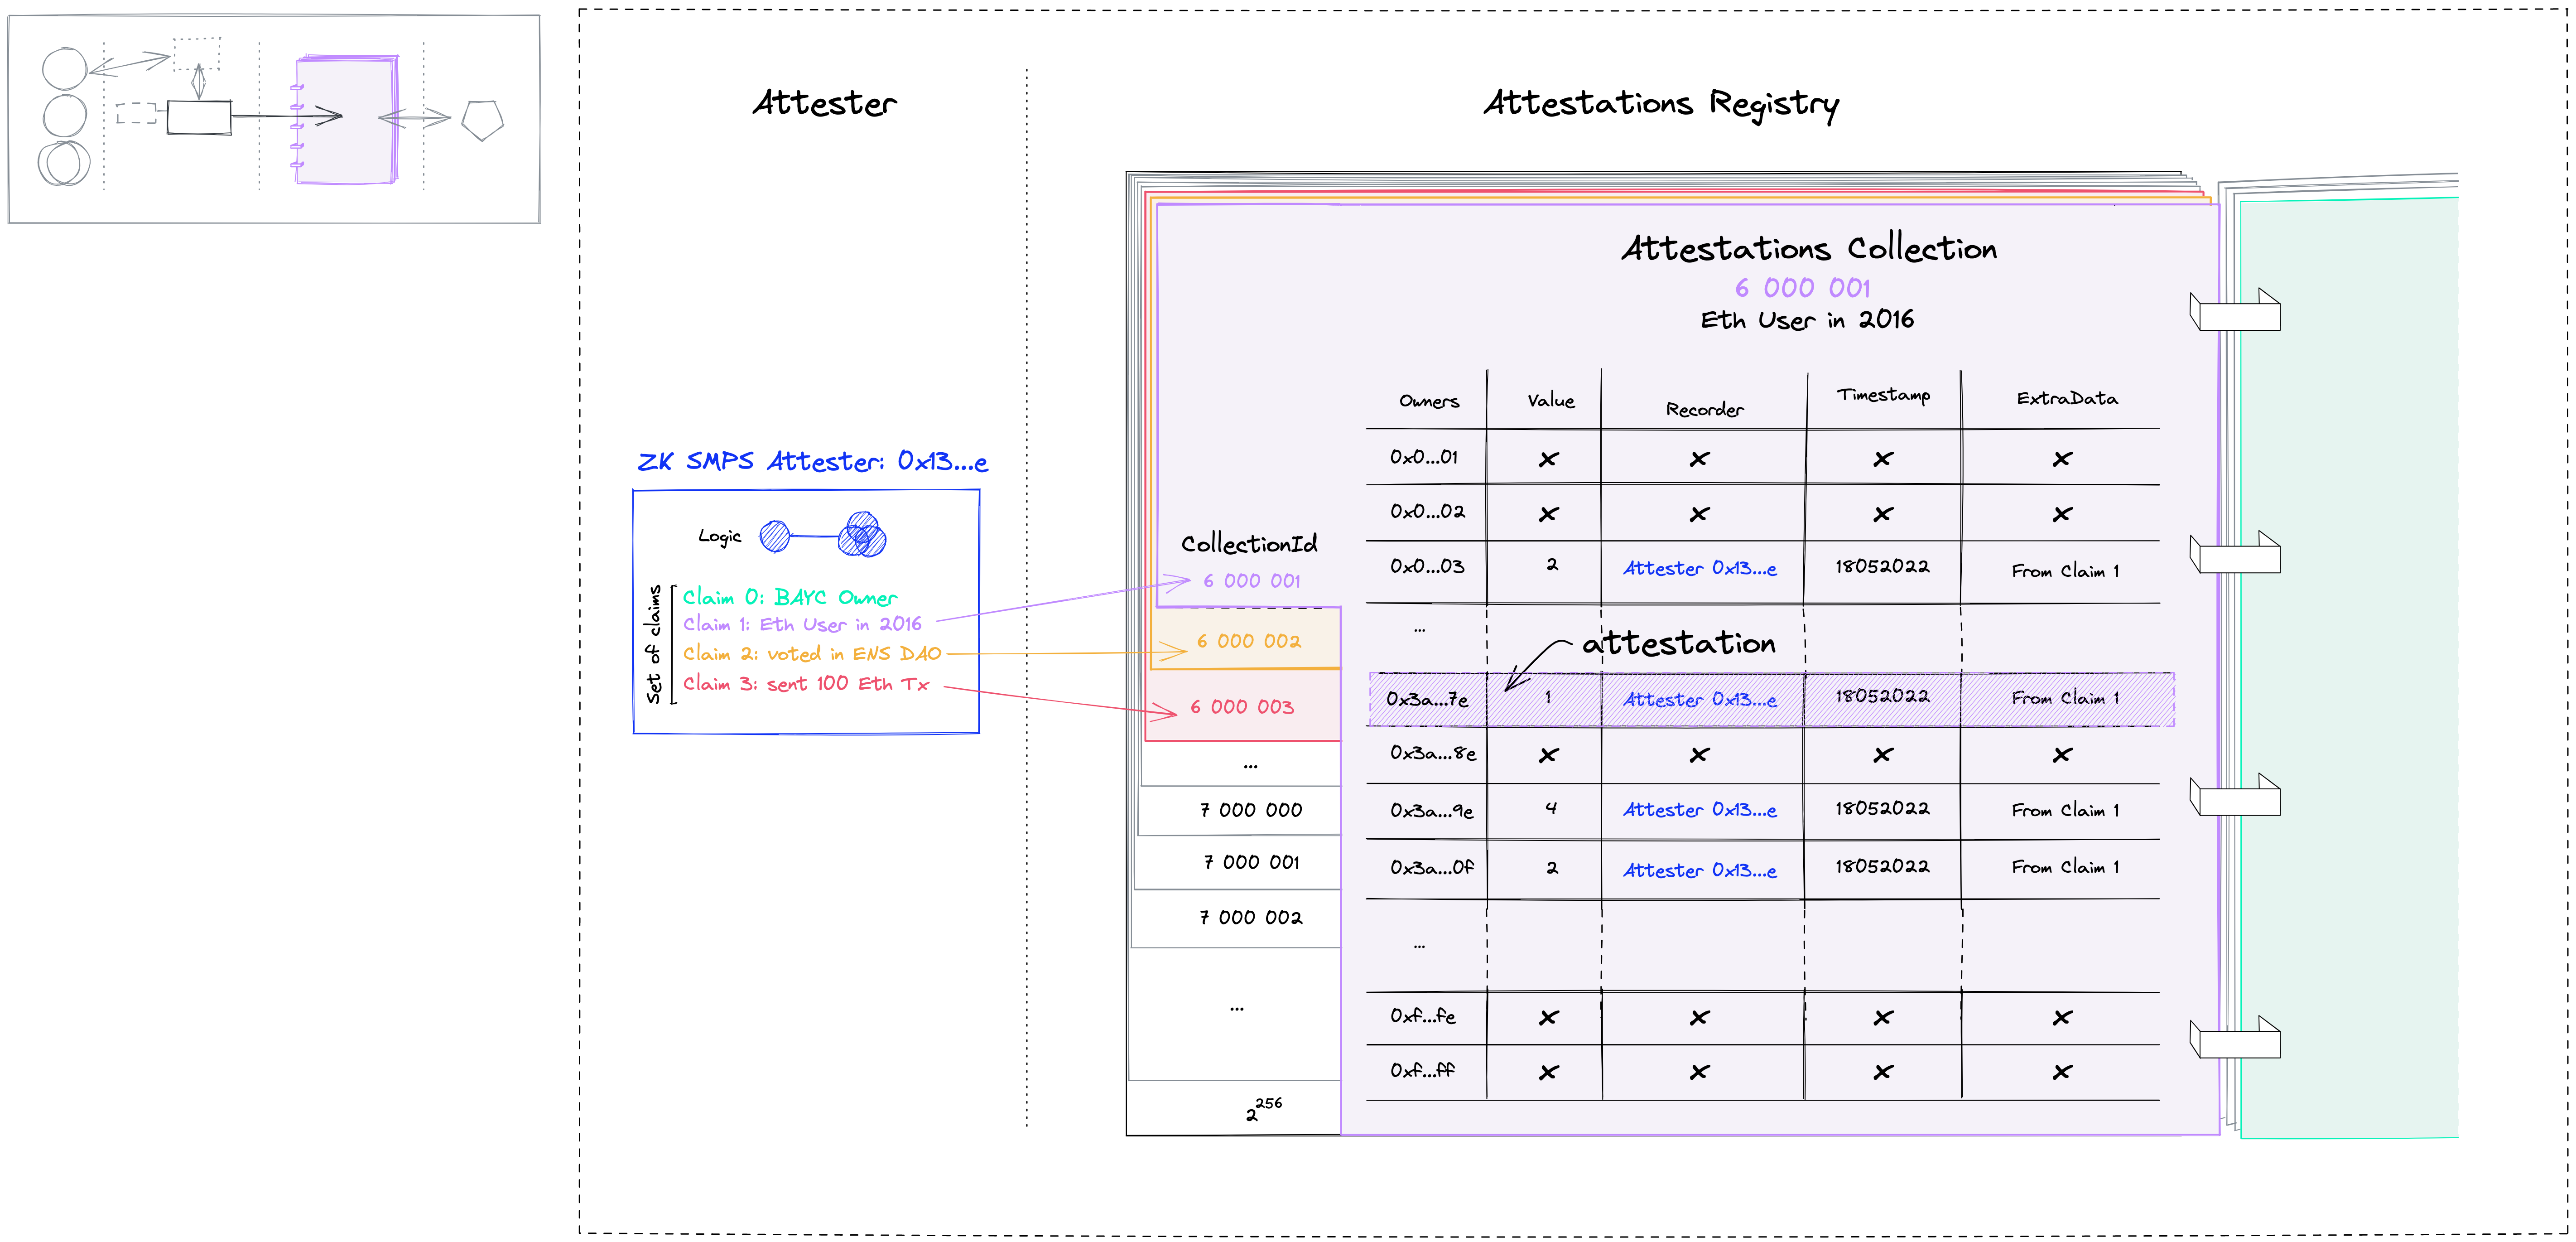 Attester
Attestations Registry
Attestations Collection
6 000 001
Eth User in 2016
ZK SMPS Attester: 0x13...e
Logic
Set of claims
Claim 0: BAYC Owner
Claim 1: Eth User in 2016
Claim 2: voted in ENS DAO
Claim 3: sent 100 Eth Tx
CollectionId
6 000 001
6 000 002
6 000 003
...
7 000 000
7 000 001
7 000 002
...
2^256
Owners Value Recorder Timestamp ExtraData
0x0...01 x x x x
0x0...02 x x x x
0x0...03 2 Attester 0x13...e 18052022 From Claim 1
...
attestation
0x3a...7e 1 Attester 0x13...e 18052022 From Claim 1
0x3a...8e x x x x
0x3a...9e 4 Attester 0x13...e 18052022 From Claim 1
0x3a...0f 2 Attester 0x13...e 18052022 From Claim 1
...
0xf...fe x x x x
0xf...ff x x x x